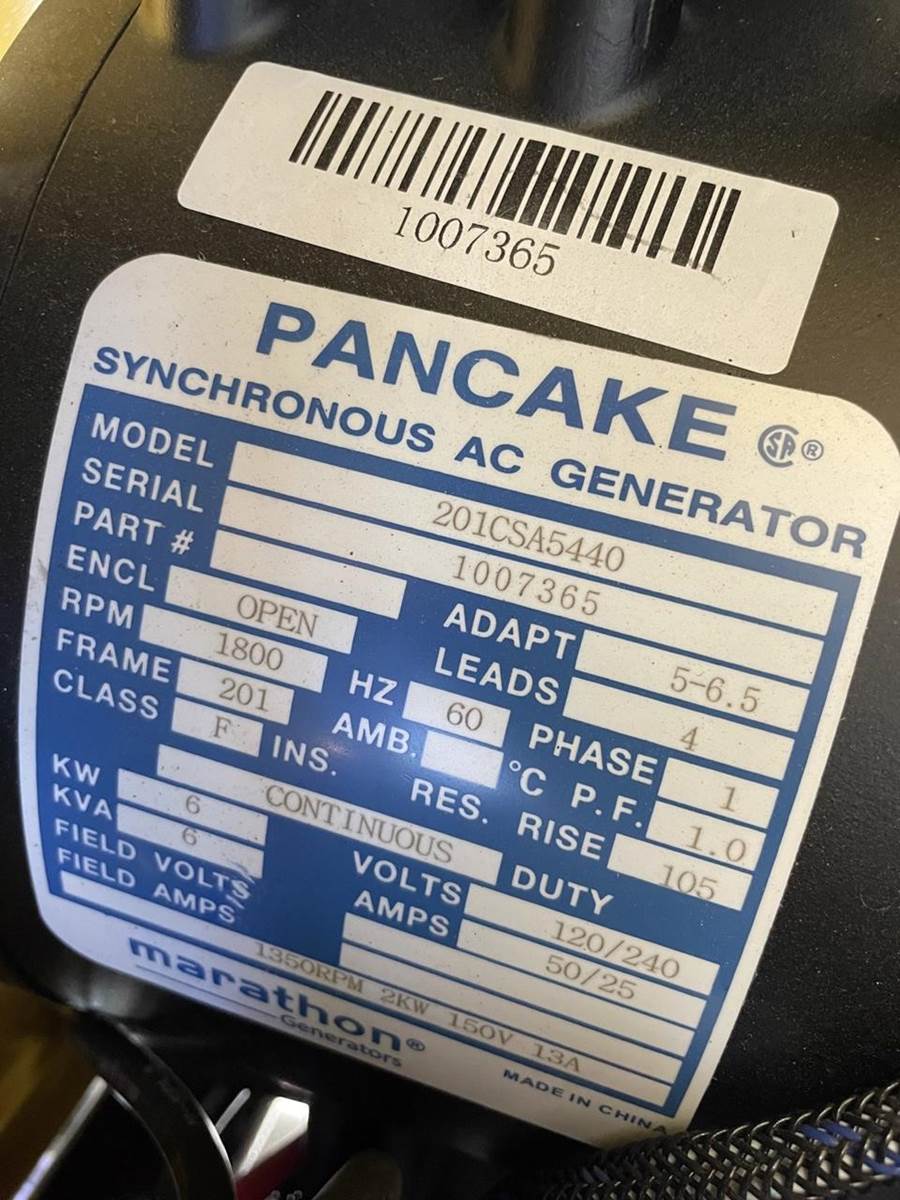 1007365
PANCAKE
SYNCHRONOUS AC GENERATOR
MODEL 201CSA5440
SERIAL 1007365
PART # ADAPT 5-6.5
ENCL OPEN LEADS 4
RPM 1800 HZ 60 PHASE 1
FRAME 201 AMB. °C P.F. 1.0
CLASS F INS. RES. RISE 105
CONTINUOUS DUTY
KW 6 VOLTS 120/240
KVA 6 AMPS 50/25
FIELD VOLTS
FIELD AMPS
1350RPM 2KW 150V 13A
marathon®
Generators
MADE IN CHINA